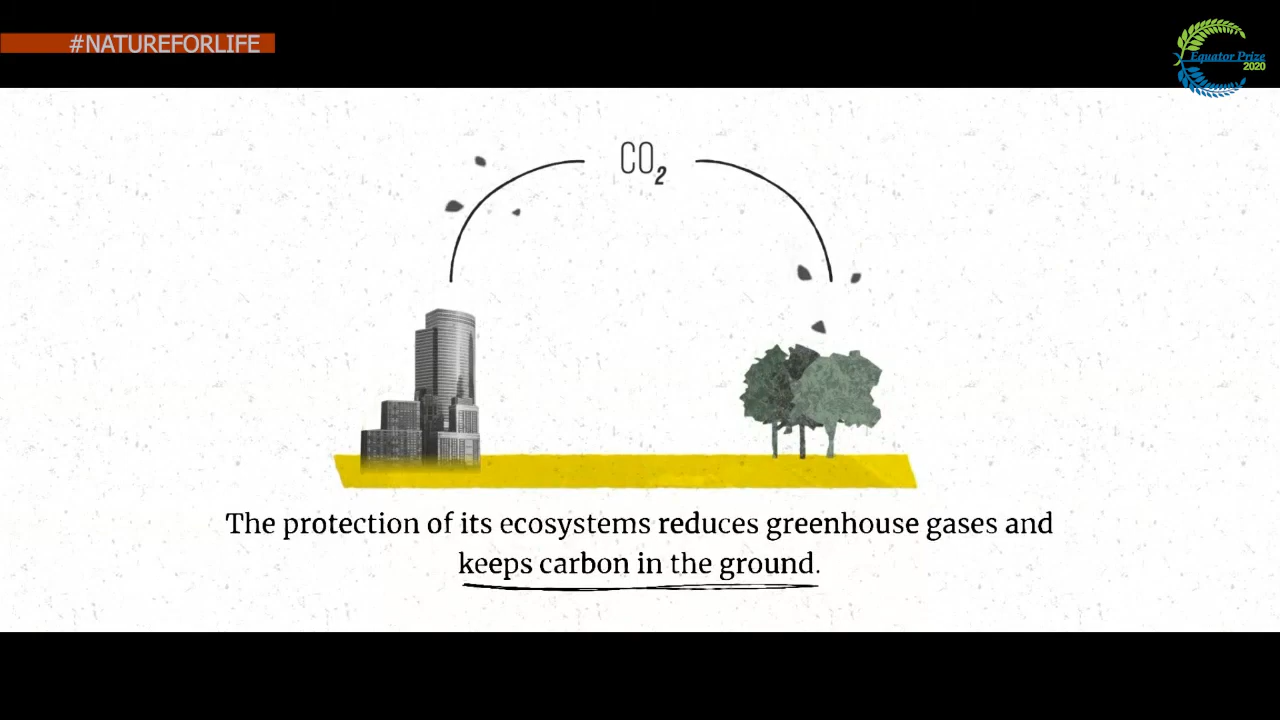 #NATUREFORLIFE
Equator Prize
2020
CO₂
The protection of its ecosystems reduces greenhouse gases and
keeps carbon in the ground.